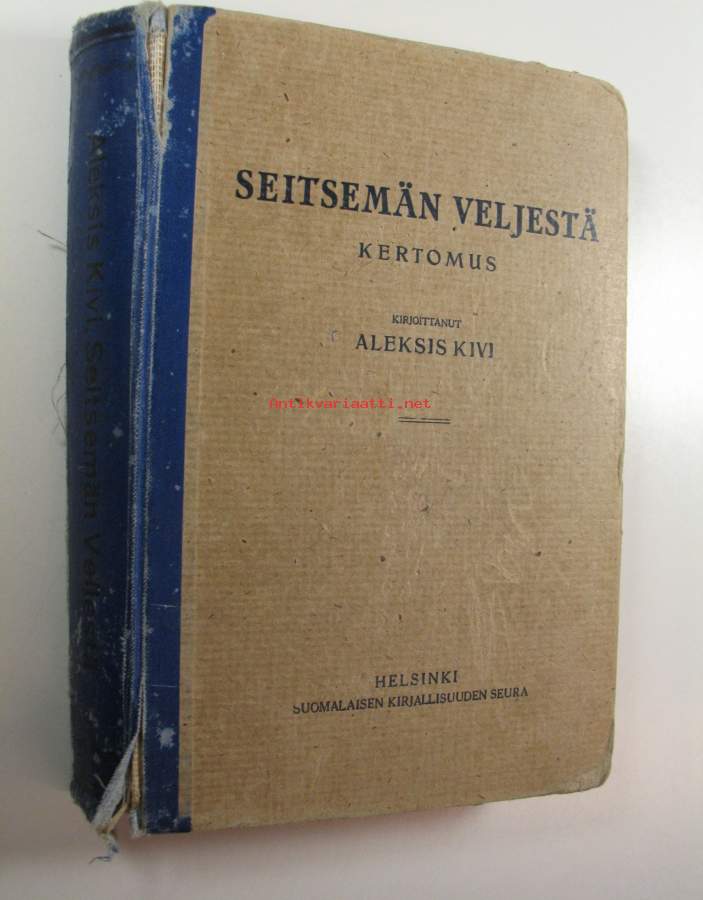 Aleksis Kivi. Seitsemän Veljestä
SEITSEMÄN VELJESTÄ
KERTOMUS
KIRJOITTANUT
ALEKSIS KIVI
Antikvariaatti.net
HELSINKI
SUOMALAISEN KIRJALLISUUDEN SEURA